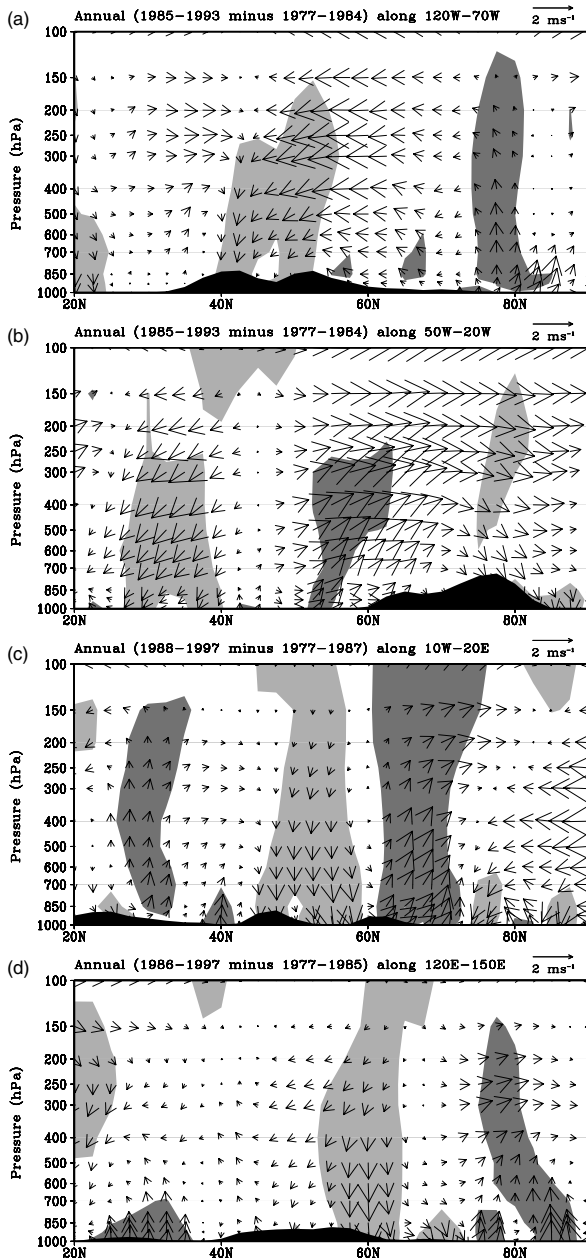 (a) Annual (1985-1993 minus 1977-1984) along 120W-70W
2 ms⁻¹
Pressure (hPa)
100
150
200
250
300
400
500
600
700
850
1000
20N 40N 60N 80N
(b) Annual (1985-1993 minus 1977-1984) along 50W-20W
2 ms⁻¹
Pressure (hPa)
100
150
200
250
300
400
500
600
700
850
1000
20N 40N 60N 80N
(c) Annual (1988-1997 minus 1977-1987) along 10W-20E
2 ms⁻¹
Pressure (hPa)
100
150
200
250
300
400
500
600
700
850
1000
20N 40N 60N 80N
(d) Annual (1986-1997 minus 1977-1985) along 120E-150E
2 ms⁻¹
Pressure (hPa)
100
150
200
250
300
400
500
600
700
850
1000
20N 40N 60N 80N